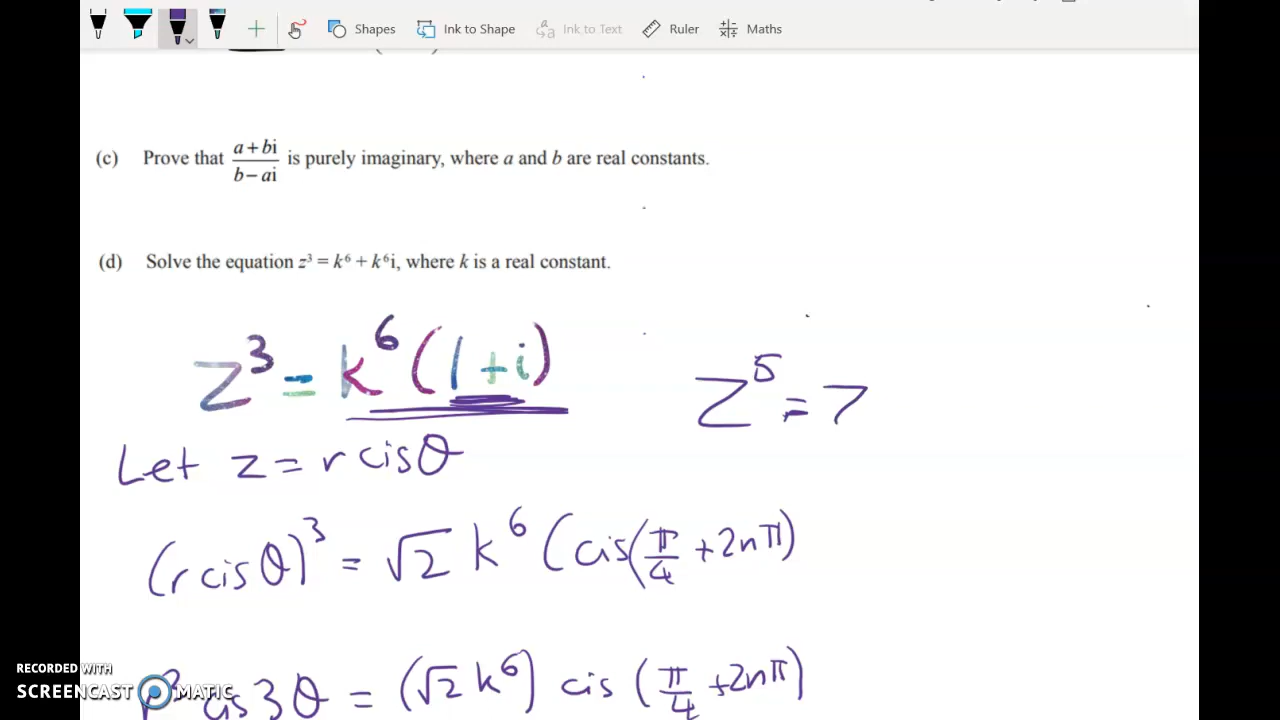 Shapes Ink to Shape Ink to Text Ruler Maths
(c) Prove that (a + bi)/(b − ai) is purely imaginary, where a and b are real constants.
(d) Solve the equation z³ = k⁶ + k⁶i, where k is a real constant.
z³ = k⁶(1+i)
z⁵ = 7
Let z = r cis θ
(r cis θ)³ = √2 k⁶ (cis(π/4 + 2nπ)
r³ cis 3θ = (√2 k⁶) cis (π/4 + 2nπ)
RECORDED WITH
SCREENCAST MATIC